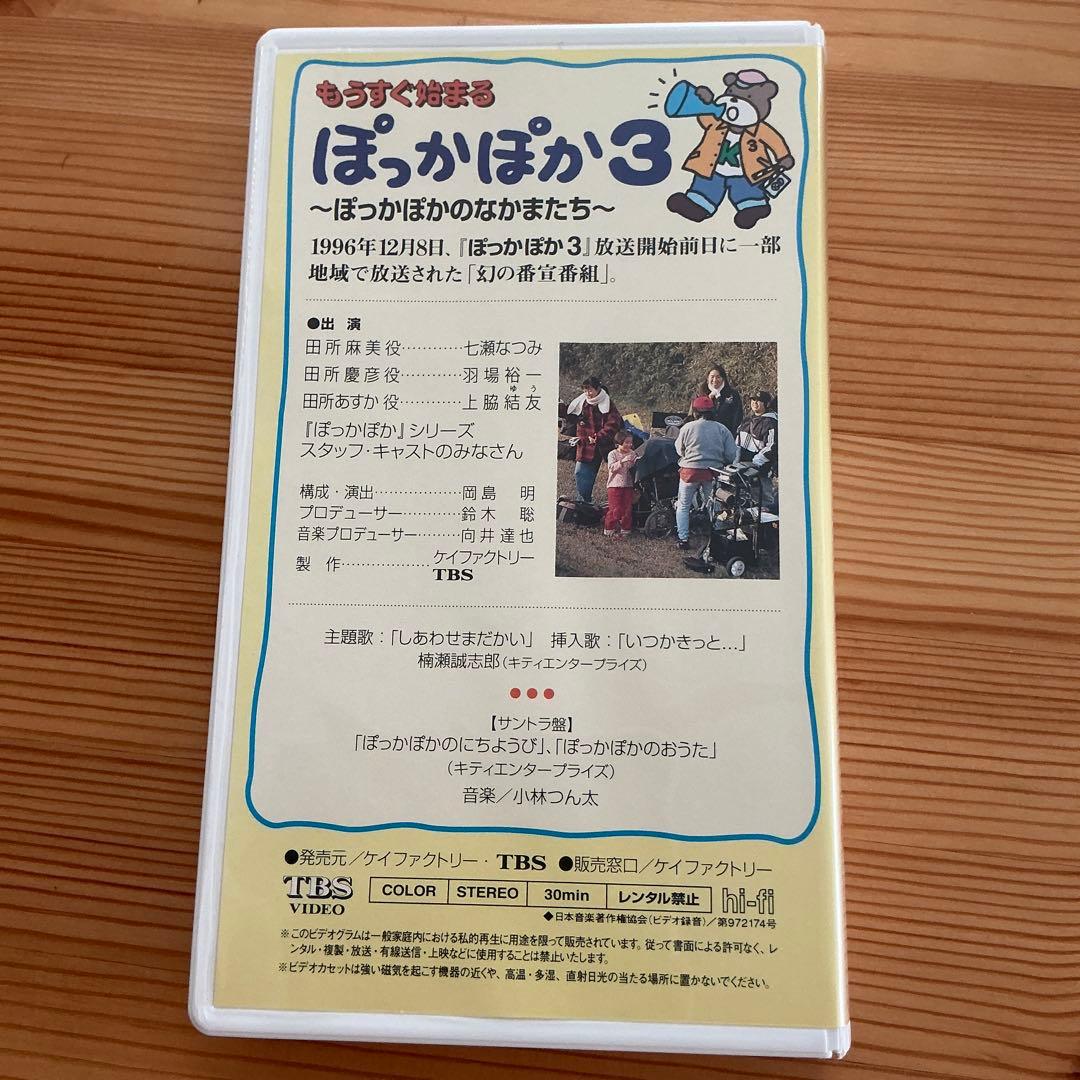 もうすぐ始まる
ぽっかぽか3
～ぽっかぽかのなかまたち～
1996年12月8日、『ぽっかぽか3』放送開始前日に一部
地域で放送された「幻の番宣番組」。
●出 演
田所麻美役…………七瀬なつみ
田所慶彦役…………羽場裕一
ゆう
田所あすか役…………上脇結友
『ぽっかぽか』シリーズ
スタッフ・キャストのみなさん
構成・演出………………岡島 明
プロデューサー…………鈴木 聡
音楽プロデューサー………向井達也
製 作………………ケイファクトリー
TBS
主題歌：「しあわせまだかい」 挿入歌：「いつかきっと…」
楠瀬誠志郎（キティエンタープライズ）
●●●
【サントラ盤】
「ぽっかぽかのにちようび」、「ぽっかぽかのおうた」
（キティエンタープライズ）
音楽／小林つん太
●発売元／ケイファクトリー・TBS ●販売窓口／ケイファクトリー
TBS VIDEO
COLOR STEREO 30min レンタル禁止 hi-fi
◆日本音楽著作権協会（ビデオ録音）／第972174号
※このビデオグラムは一般家庭内における私的再生に用途を限って販売されています。従って書面による許可なく、レ
ンタル・複製・放送・有線送信・上映などに使用することは禁止いたします。
※ビデオカセットは強い磁気を起こす機器の近くや、高温・多湿、直射日光の当たる場所に置かないでください。
K
3